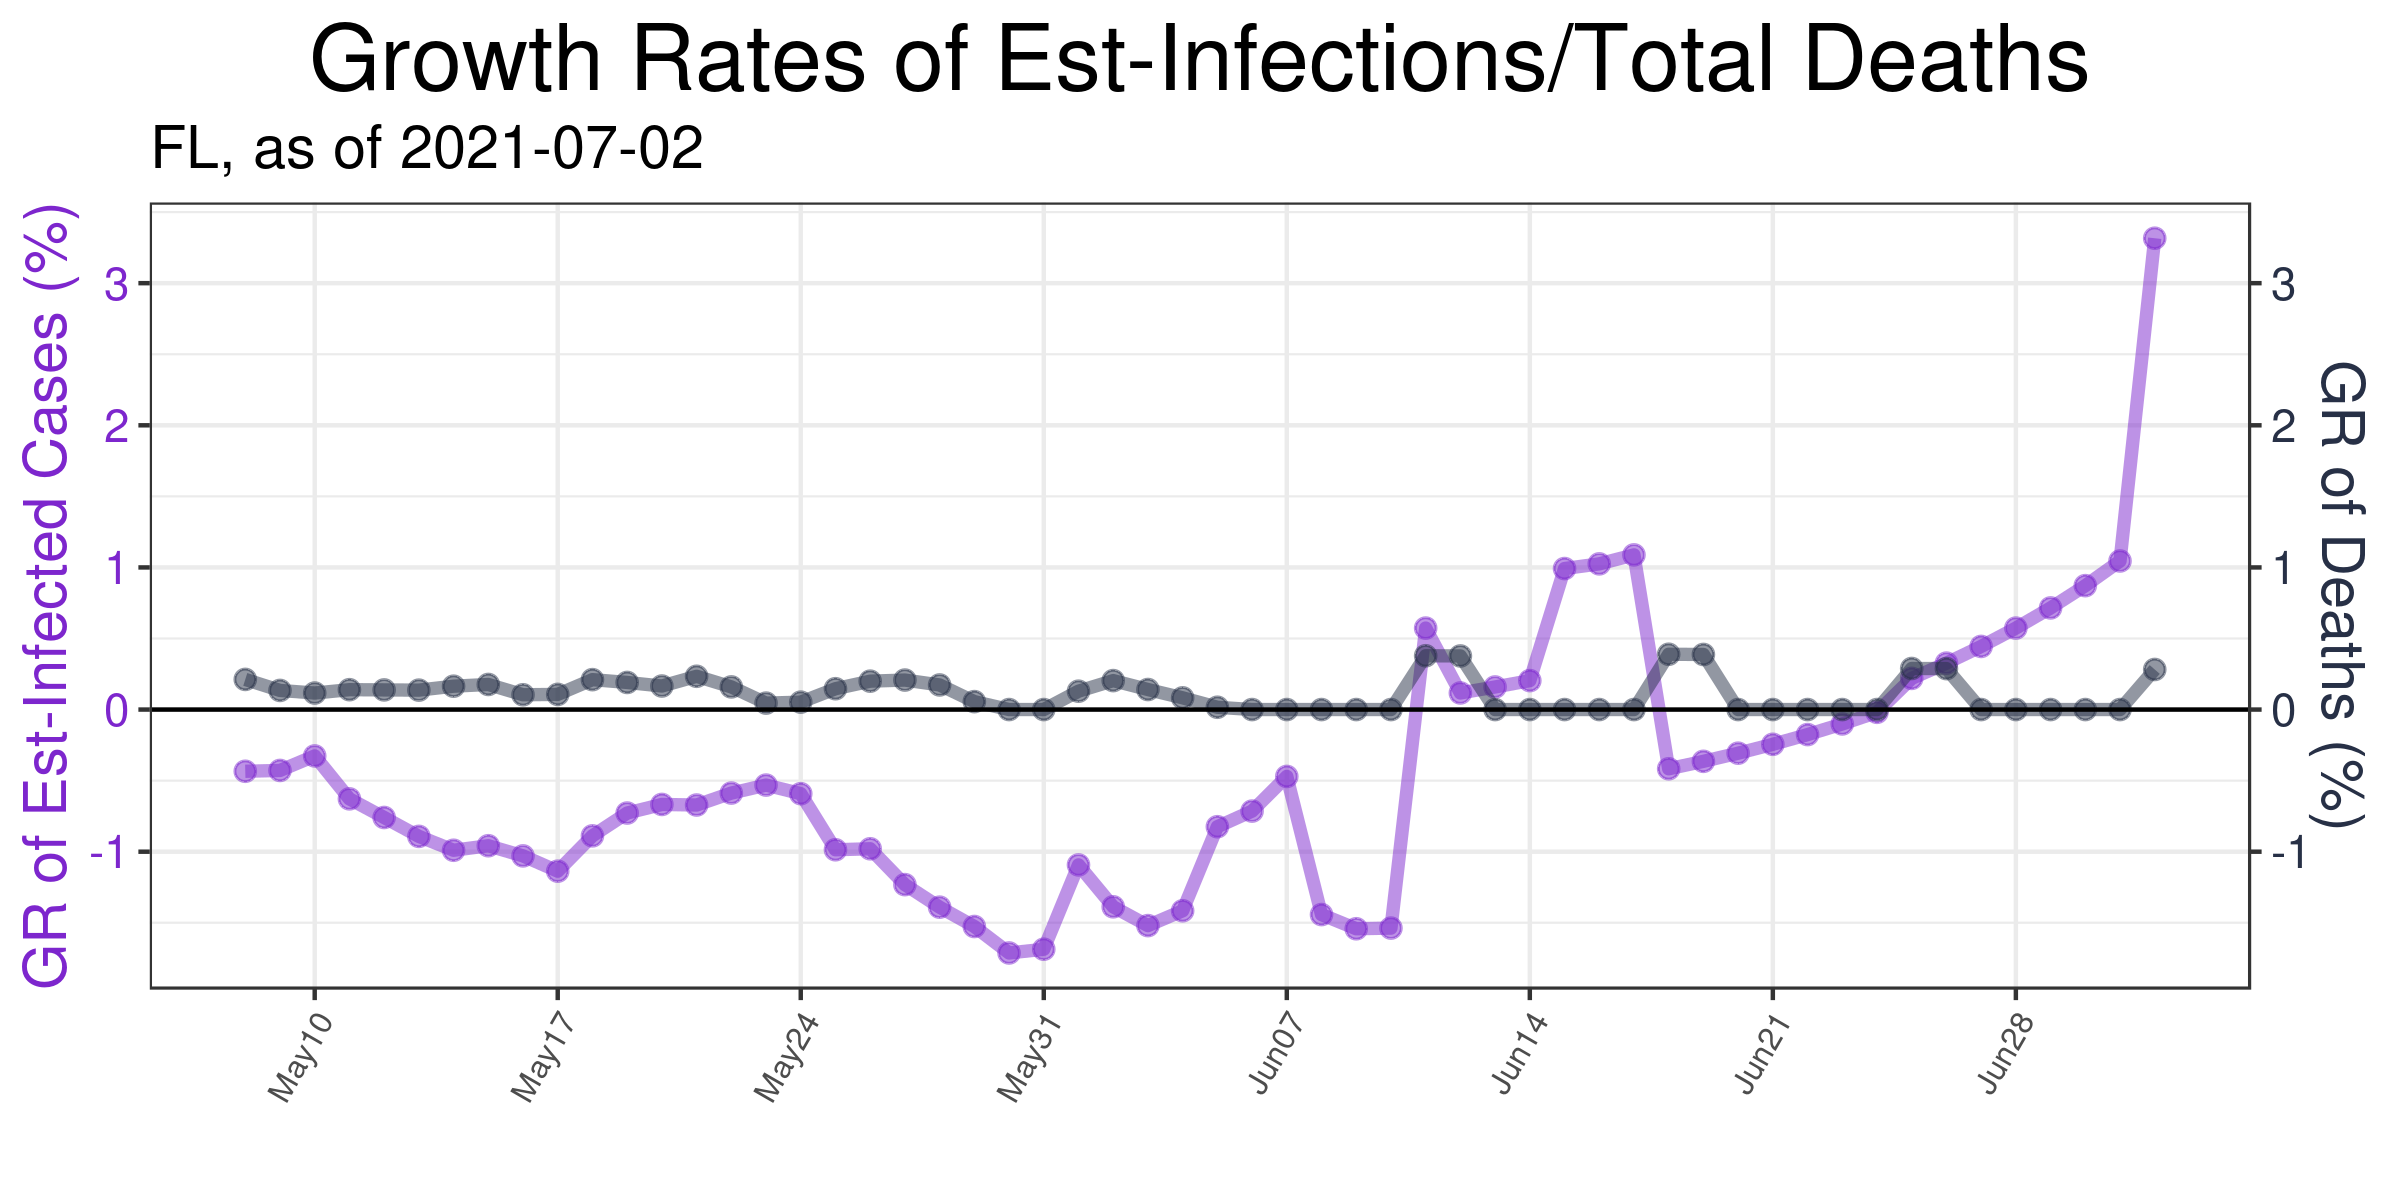 Growth Rates of Est-Infections/Total Deaths
FL, as of 2021-07-02
GR of Est-Infected Cases (%)
3
2
1
0
-1
3
2
1
0
-1
GR of Deaths (%)
May10
May17
May24
May31
Jun07
Jun14
Jun21
Jun28